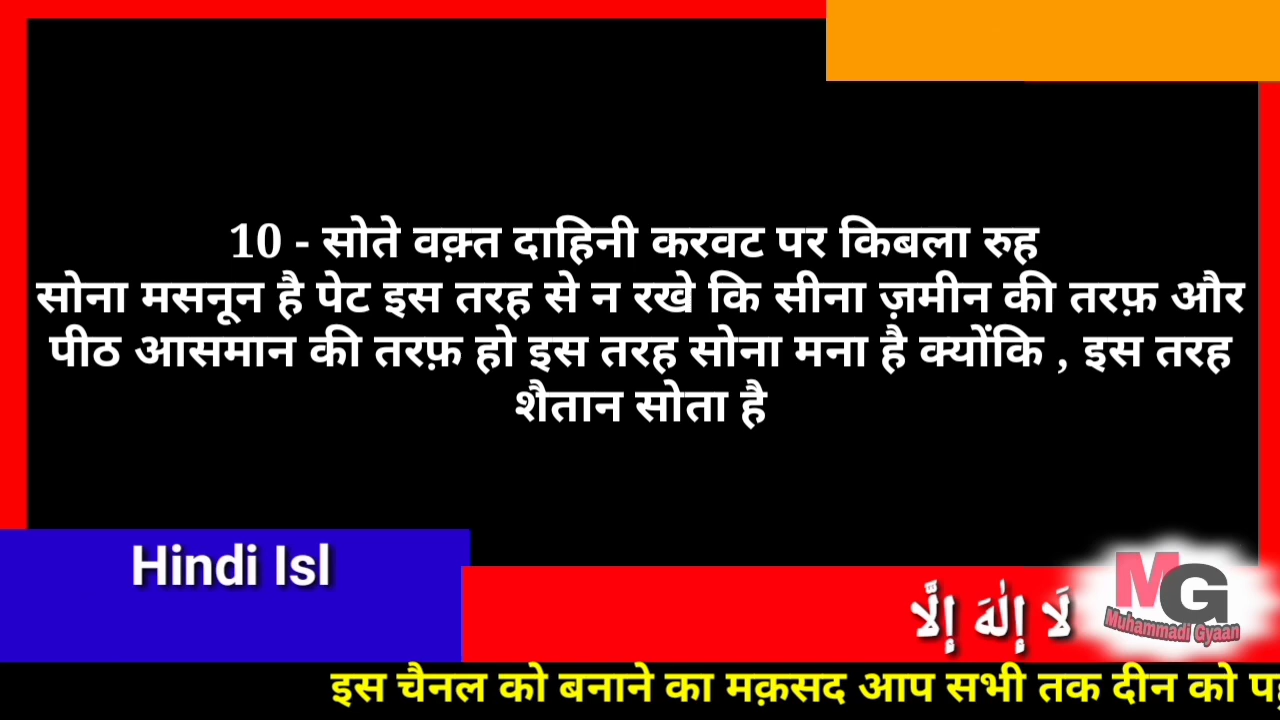 10 - सोते वक़्त दाहिनी करवट पर किबला रुह
सोना मसनून है पेट इस तरह से न रखे कि सीना ज़मीन की तरफ़ और
पीठ आसमान की तरफ़ हो इस तरह सोना मना है क्योंकि , इस तरह
शैतान सोता है
Hindi Isl
لَا إِلٰهَ إِلَّا
MG
Muhammadi Gyaan
इस चैनल को बनाने का मक़सद आप सभी तक दीन को